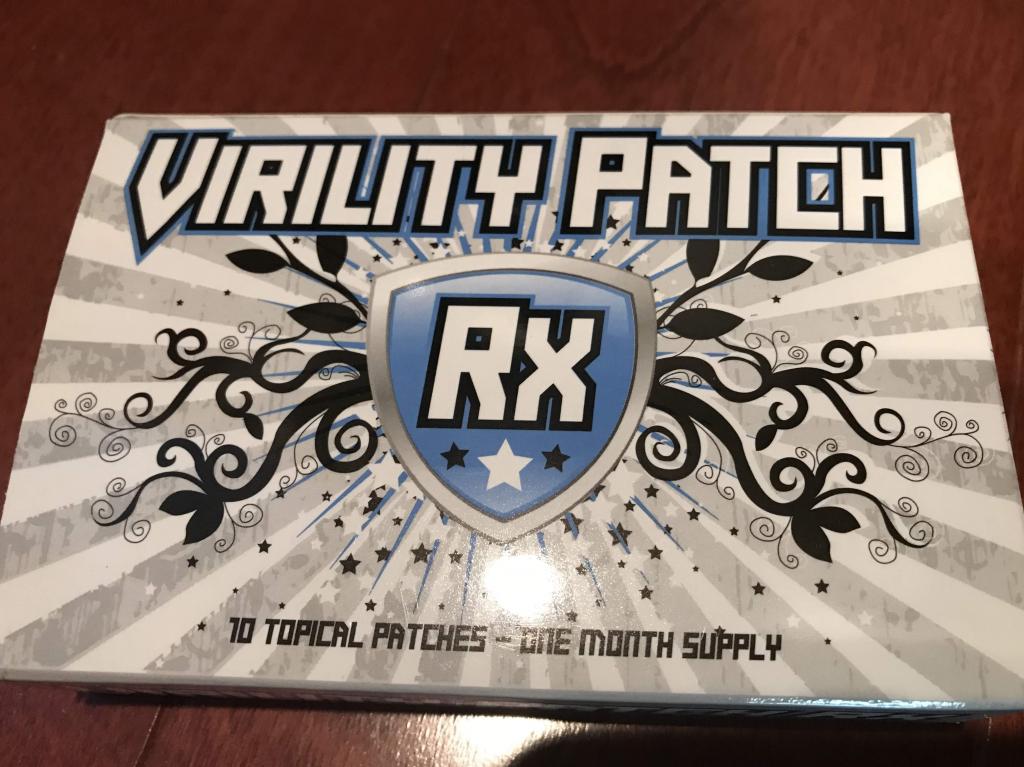 VIRILITY PATCH
RX
10 TOPICAL PATCHES - ONE MONTH SUPPLY